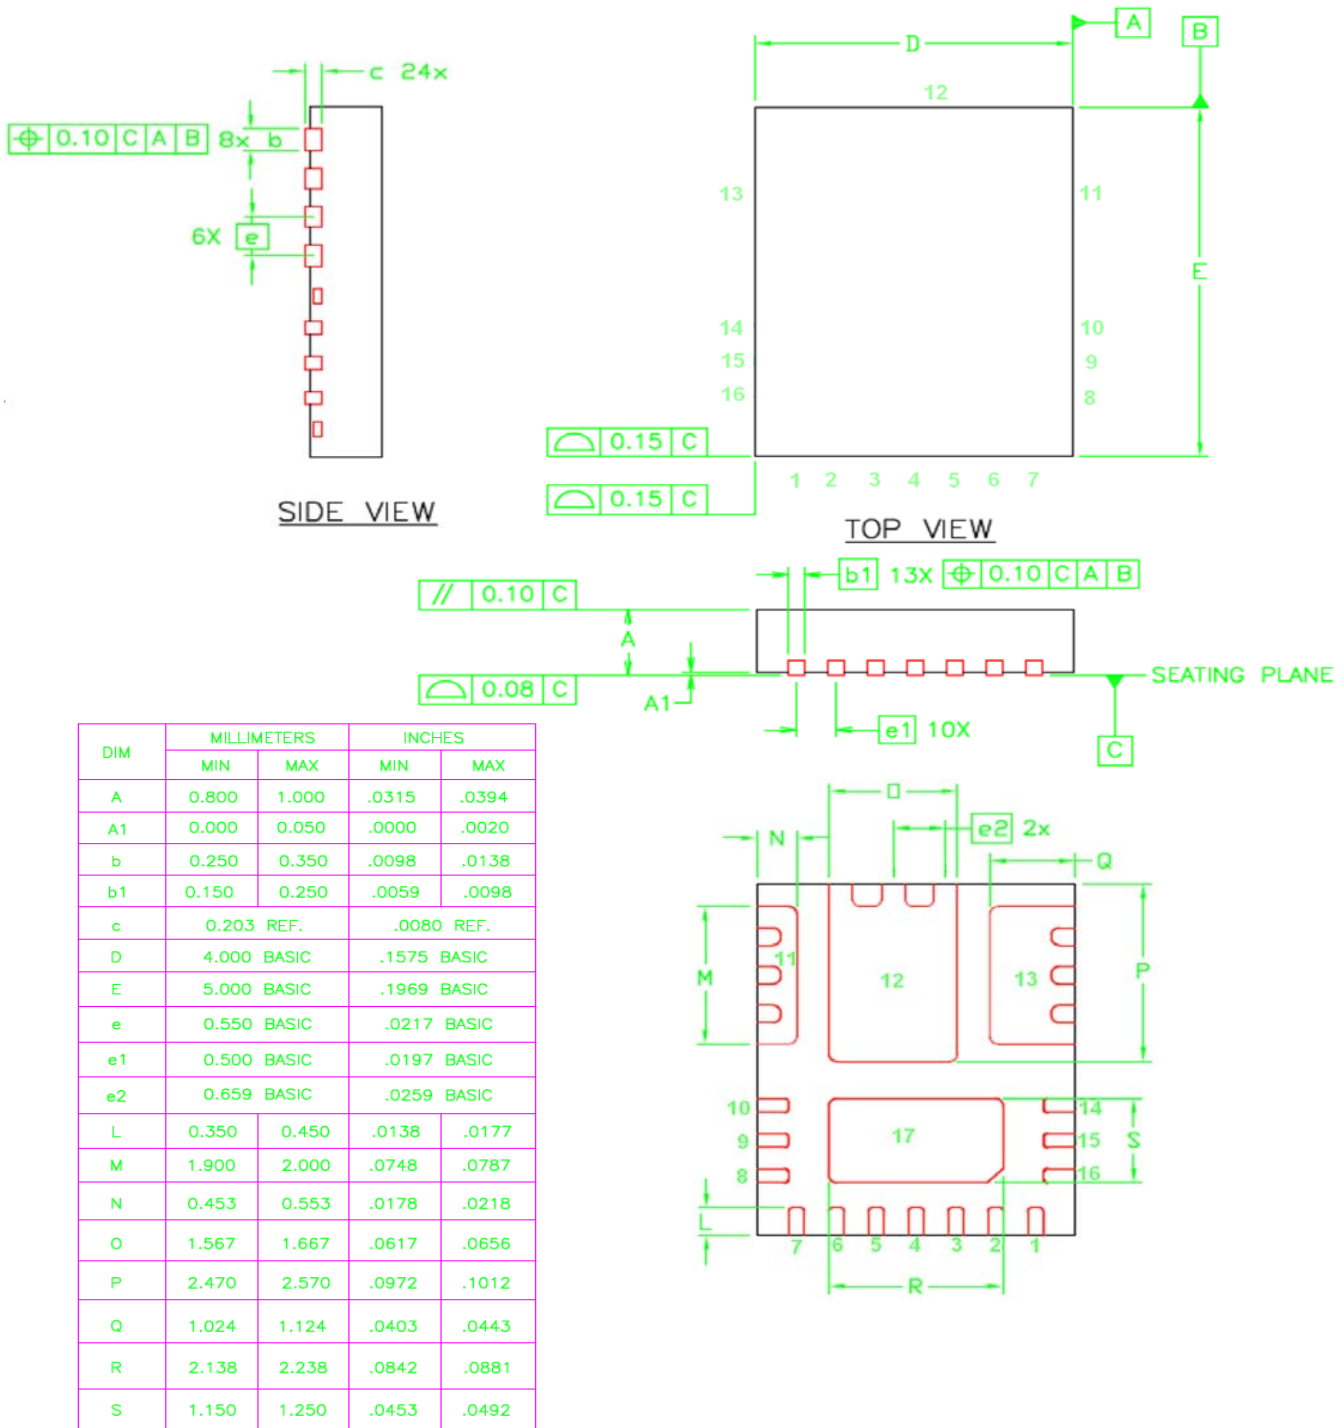 A
B
D
12
c 24x
0.10 C A B
8x b
6X e
13
11
E
14
10
15
9
16
8
0.15 C
0.15 C
1 2 3 4 5 6 7
SIDE VIEW
TOP VIEW
b1 13X 0.10 C A B
// 0.10 C
A
SEATING PLANE
0.08 C
A1
e1 10X
C
DIM MILLIMETERS INCHES
MIN MAX MIN MAX
A 0.800 1.000 .0315 .0394
A1 0.000 0.050 .0000 .0020
b 0.250 0.350 .0098 .0138
b1 0.150 0.250 .0059 .0098
c 0.203 REF. .0080 REF.
D 4.000 BASIC .1575 BASIC
E 5.000 BASIC .1969 BASIC
e 0.550 BASIC .0217 BASIC
e1 0.500 BASIC .0197 BASIC
e2 0.659 BASIC .0259 BASIC
L 0.350 0.450 .0138 .0177
M 1.900 2.000 .0748 .0787
N 0.453 0.553 .0178 .0218
O 1.567 1.667 .0617 .0656
P 2.470 2.570 .0972 .1012
Q 1.024 1.124 .0403 .0443
R 2.138 2.238 .0842 .0881
S 1.150 1.250 .0453 .0492
O
e2 2x
N
Q
M
11
12
13
P
10
14
9
17
15
S
8
16
L
7 6 5 4 3 2 1
R